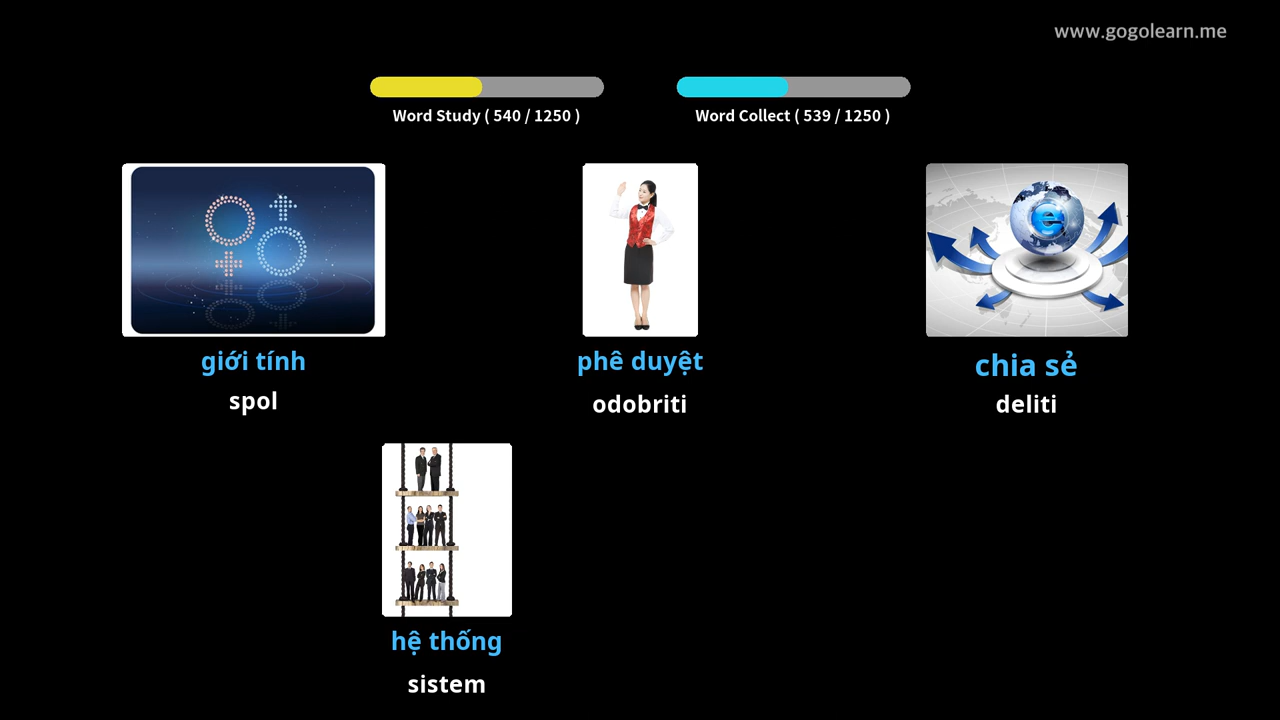 www.gogolearn.me
Word Study ( 540 / 1250 )
Word Collect ( 539 / 1250 )
giới tính
phê duyệt
chia sẻ
spol
odobriti
deliti
hệ thống
sistem